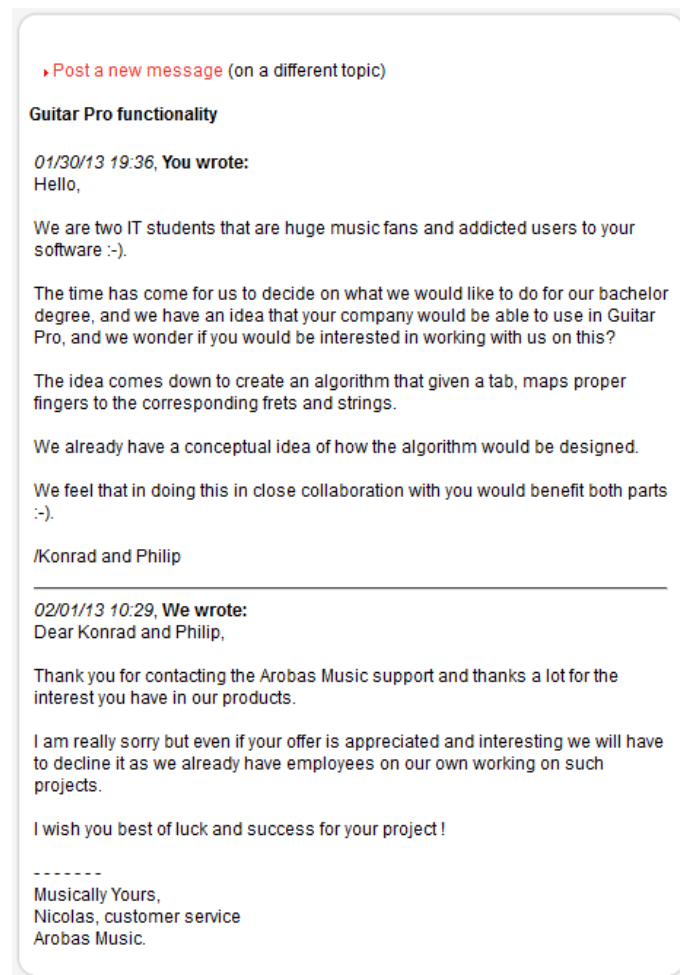 Post a new message (on a different topic)
Guitar Pro functionality
01/30/13 19:36, You wrote:
Hello,
We are two IT students that are huge music fans and addicted users to your
software :-).
The time has come for us to decide on what we would like to do for our bachelor
degree, and we have an idea that your company would be able to use in Guitar
Pro, and we wonder if you would be interested in working with us on this?
The idea comes down to create an algorithm that given a tab, maps proper
fingers to the corresponding frets and strings.
We already have a conceptual idea of how the algorithm would be designed.
We feel that in doing this in close collaboration with you would benefit both parts
:-).
/Konrad and Philip
02/01/13 10:29, We wrote:
Dear Konrad and Philip,
Thank you for contacting the Arobas Music support and thanks a lot for the
interest you have in our products.
I am really sorry but even if your offer is appreciated and interesting we will have
to decline it as we already have employees on our own working on such
projects.
I wish you best of luck and success for your project !
- - - - - - -
Musically Yours,
Nicolas, customer service
Arobas Music.